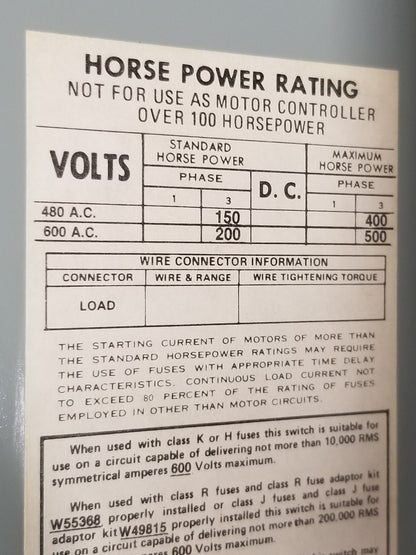 HORSE POWER RATING
NOT FOR USE AS MOTOR CONTROLLER
OVER 100 HORSEPOWER
VOLTS
STANDARD
HORSE POWER
D. C.
MAXIMUM
HORSE POWER
PHASE
PHASE
1 3 1 3
480 A.C. 150 400
600 A.C. 200 500
WIRE CONNECTOR INFORMATION
CONNECTOR WIRE & RANGE WIRE TIGHTENING TORQUE
LOAD
THE STARTING CURRENT OF MOTORS OF MORE THAN
THE STANDARD HORSEPOWER RATINGS MAY REQUIRE
THE USE OF FUSES WITH APPROPRIATE TIME DELAY
CHARACTERISTICS. CONTINUOUS LOAD CURRENT NOT
TO EXCEED 80 PERCENT OF THE RATING OF FUSES
EMPLOYED IN OTHER THAN MOTOR CIRCUITS.
When used with class K or H fuses this switch is suitable for
use on a circuit capable of delivering not more than 10,000 RMS
symmetrical amperes 600 Volts maximum.
When used with class R fuses and class R fuse adaptor kit
W55368 properly installed or class J fuses and class J fuse
adaptor kit W49815 properly installed this switch is suitable for
use on a circuit capable of delivering not more than 200,000 RMS
600 Volts maximum.
switch may